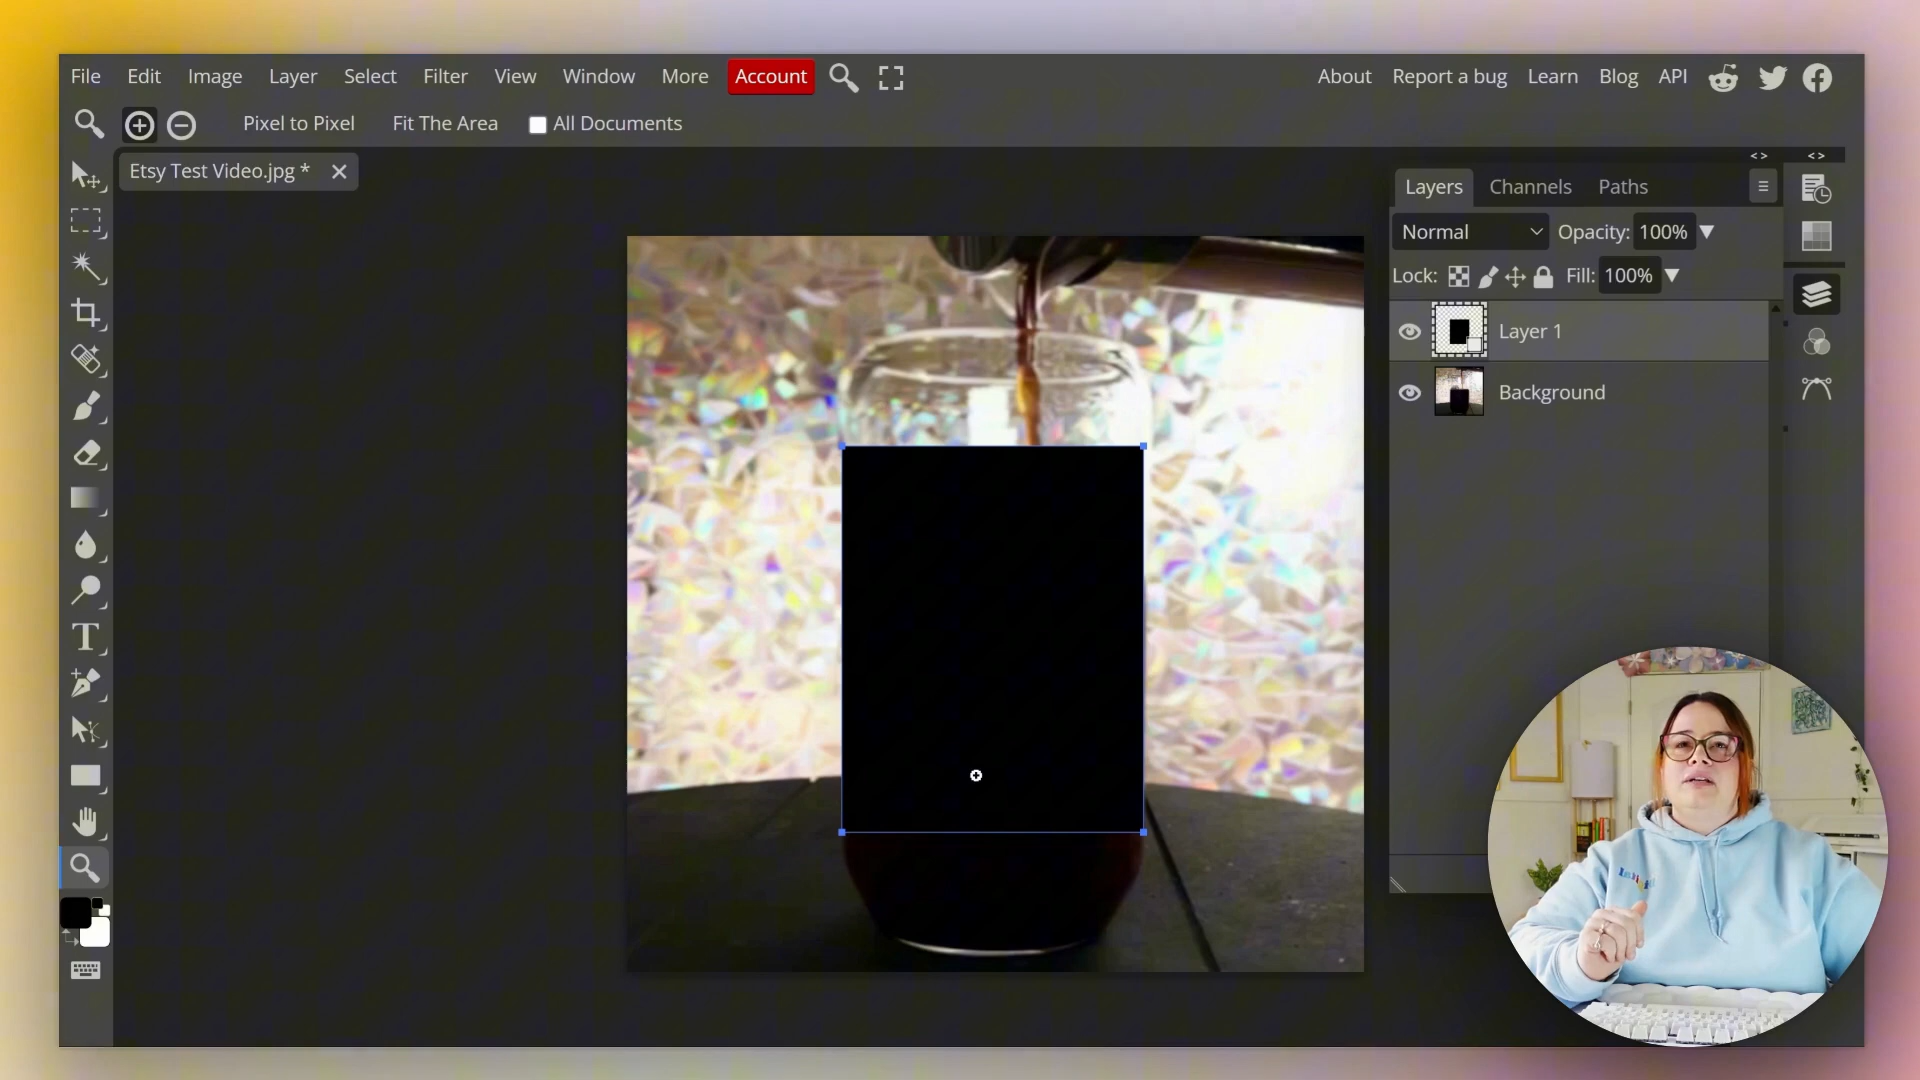 File Edit Image Layer Select Filter View Window More Account About Report a bug Learn Blog API
Pixel to Pixel Fit The Area All Documents
Etsy Test Video.jpg *
Layers Channels Paths
Normal Opacity: 100%
Lock: Fill: 100%
Layer 1
Background